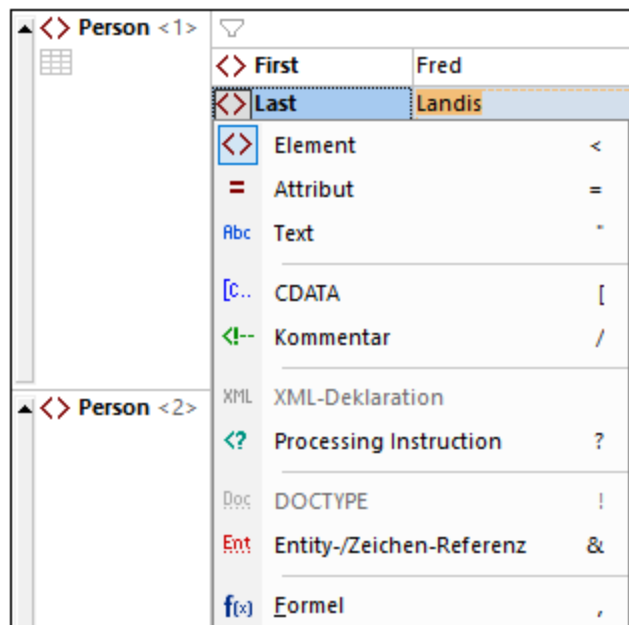 <> Person <1>
<> First Fred
<> Last Landis
<> Element <
= Attribut =
Abc Text "
[C.. CDATA [
<!-- Kommentar /
XML XML-Deklaration
<? Processing Instruction ?
<> Person <2>
Doc DOCTYPE !
Ent Entity-/Zeichen-Referenz &
f(x) Formel ,